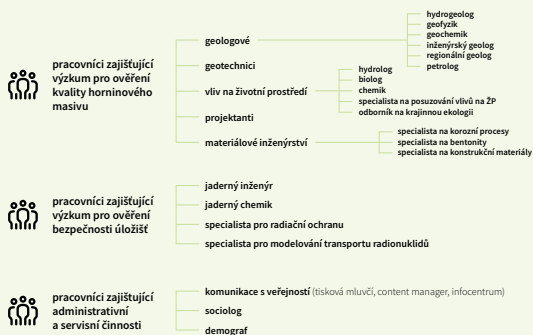 pracovníci zajišťující
výzkum pro ověření
kvality horninového
masivu
geologové
hydrogeolog
geofyzik
geochemik
inženýrský geolog
regionální geolog
petrolog
geotechnici
vliv na životní prostředí
hydrolog
biolog
chemik
specialista na posuzování vlivů na ŽP
odborník na krajinnou ekologii
projektanti
materiálové inženýrství
specialista na korozní procesy
specialista na bentonity
specialista na konstrukční materiály
pracovníci zajišťující
výzkum pro ověření
bezpečnosti úložišť
jaderný inženýr
jaderný chemik
specialista pro radiační ochranu
specialista pro modelování transportu radionuklidů
pracovníci zajištující
administrativní
a servisní činnosti
komunikace s veřejností (tisková mluvčí, content manager, infocentrum)
sociolog
demograf